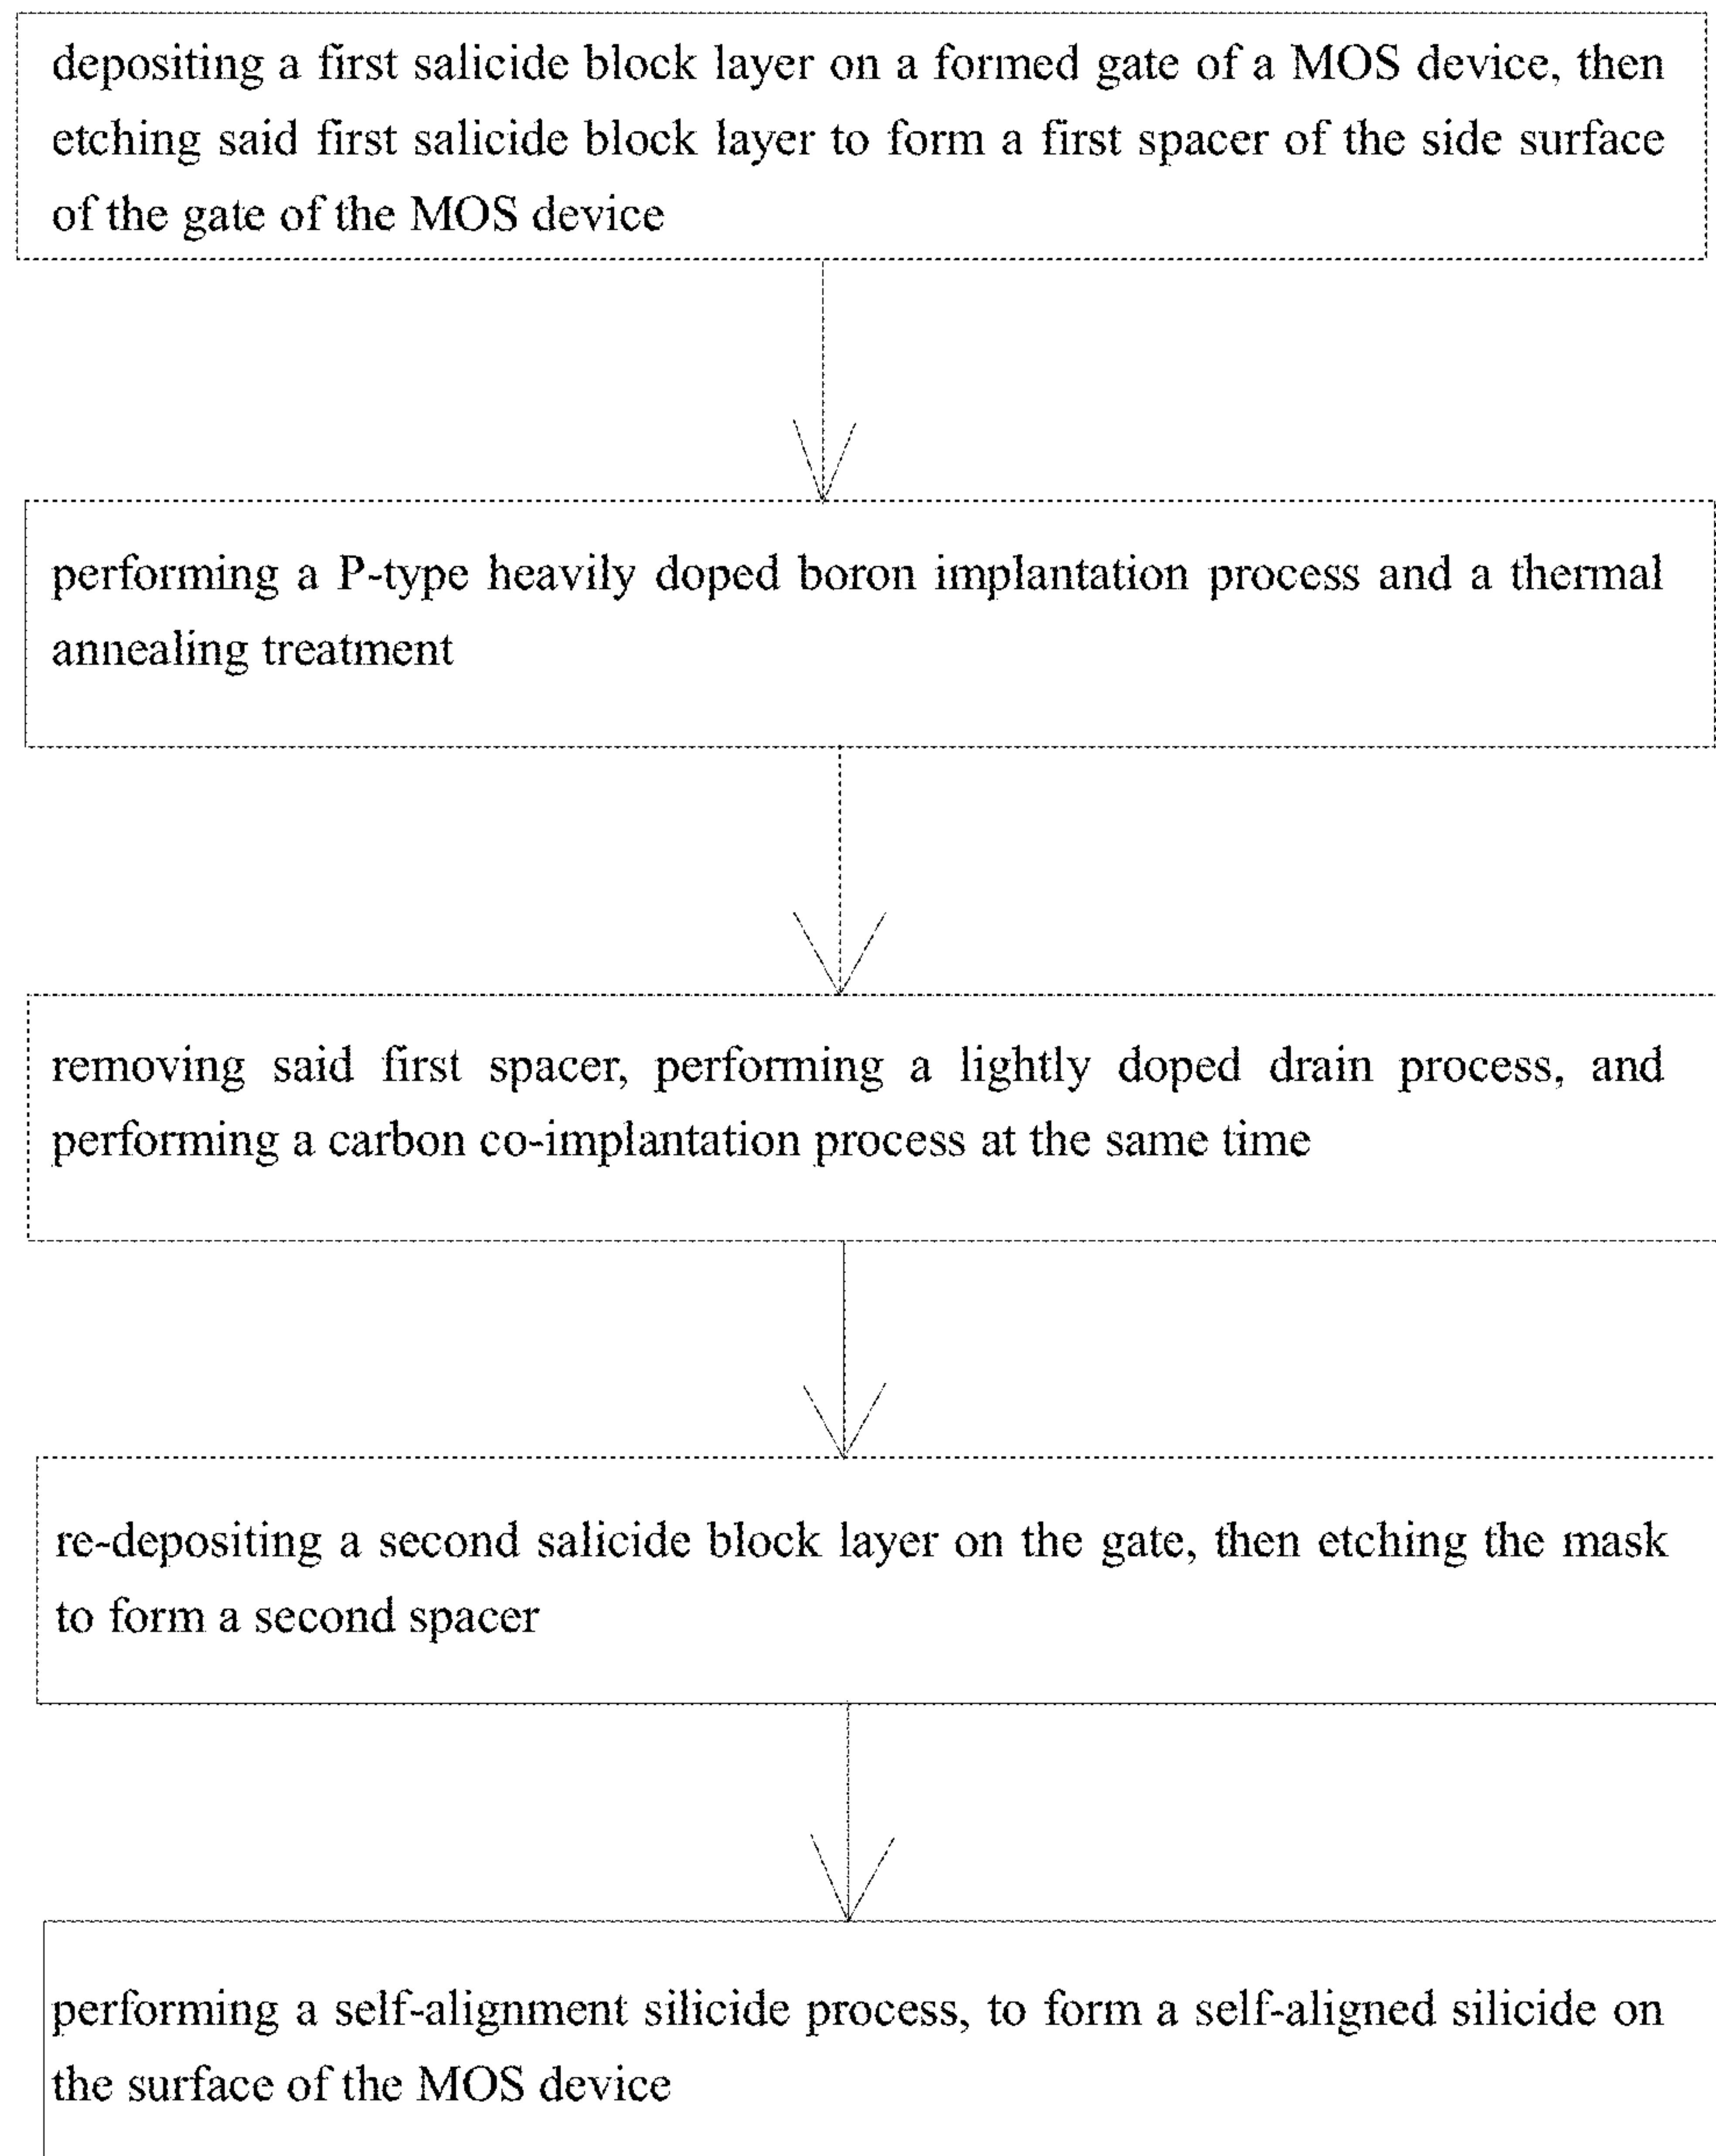 depositing a first salicide block layer on a formed gate of a MOS device, then
etching said first salicide block layer to form a first spacer of the side surface
of the gate of the MOS device
performing a P-type heavily doped boron implantation process and a thermal
annealing treatment
removing said first spacer, performing a lightly doped drain process, and
performing a carbon co-implantation process at the same time
re-depositing a second salicide block layer on the gate, then etching the mask
to form a second spacer
performing a self-alignment silicide process, to form a self-aligned silicide on
the surface of the MOS device